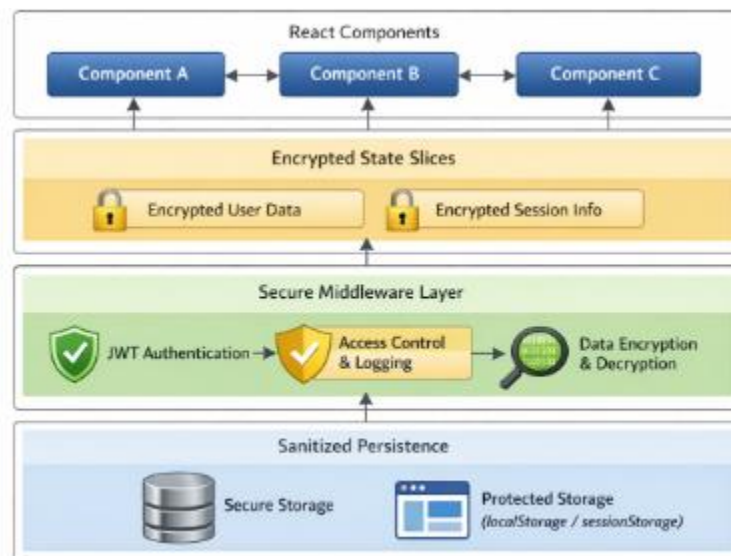 React Components
Component A
Component B
Component C
Encrypted State Slices
Encrypted User Data
Encrypted Session Info
Secure Middleware Layer
JWT Authentication
Access Control
& Logging
Data Encryption
& Decryption
Sanitized Persistence
Secure Storage
Protected Storage
(localStorage / sessionStorage)